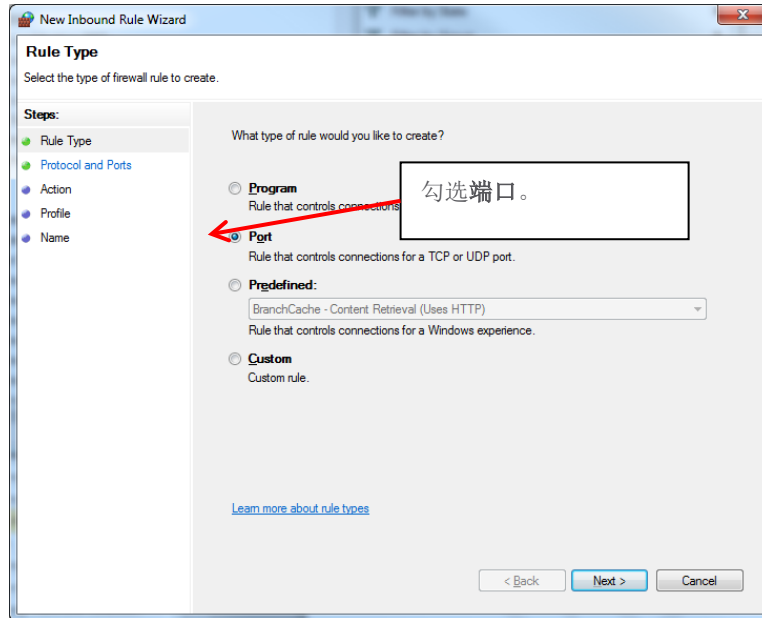 New Inbound Rule Wizard
Rule Type
Select the type of firewall rule to create.
Steps:
Rule Type
Protocol and Ports
Action
Profile
Name
What type of rule would you like to create?
Program
Rule that controls connections
勾选端口。
Port
Rule that controls connections for a TCP or UDP port.
Predefined:
BranchCache - Content Retrieval (Uses HTTP)
Rule that controls connections for a Windows experience.
Custom
Custom rule.
Learn more about rule types
< Back
Next >
Cancel